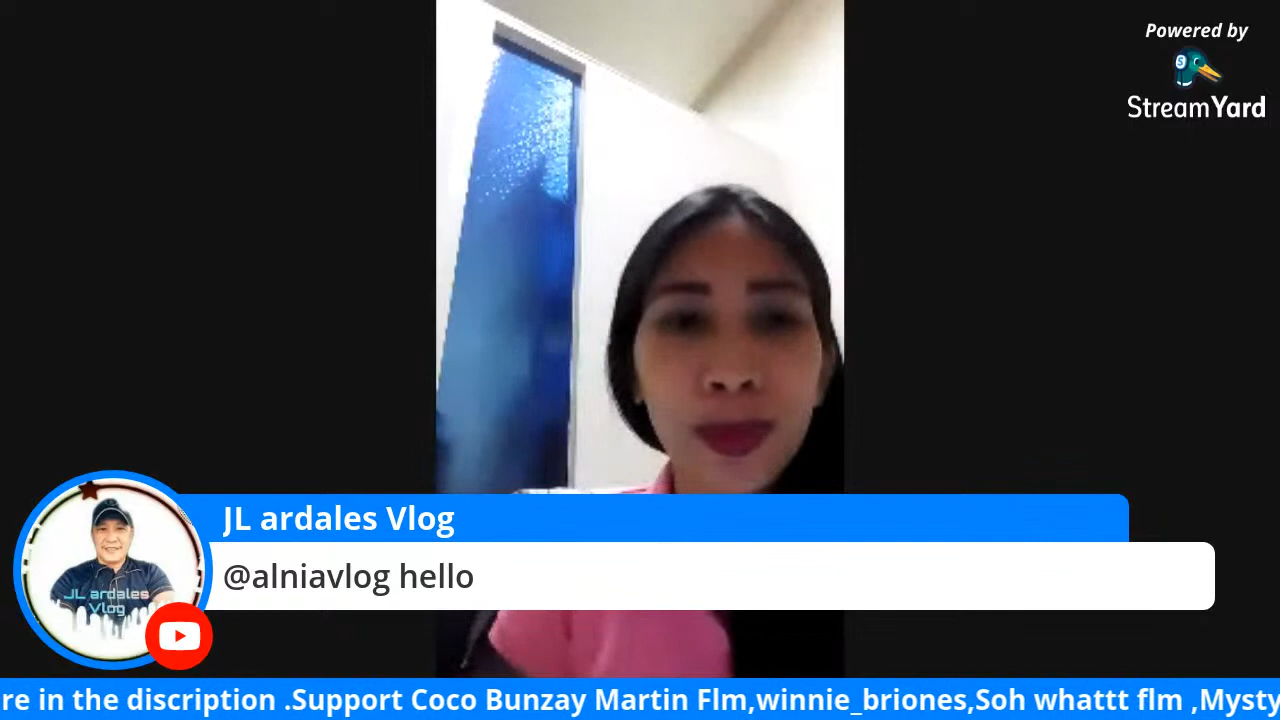 Powered by
StreamYard
JL ardales Vlog
@alniavlog hello
JL ardales
Vlog
re in the discription .Support Coco Bunzay Martin Flm,winnie_briones,Soh whattt flm ,Mysty